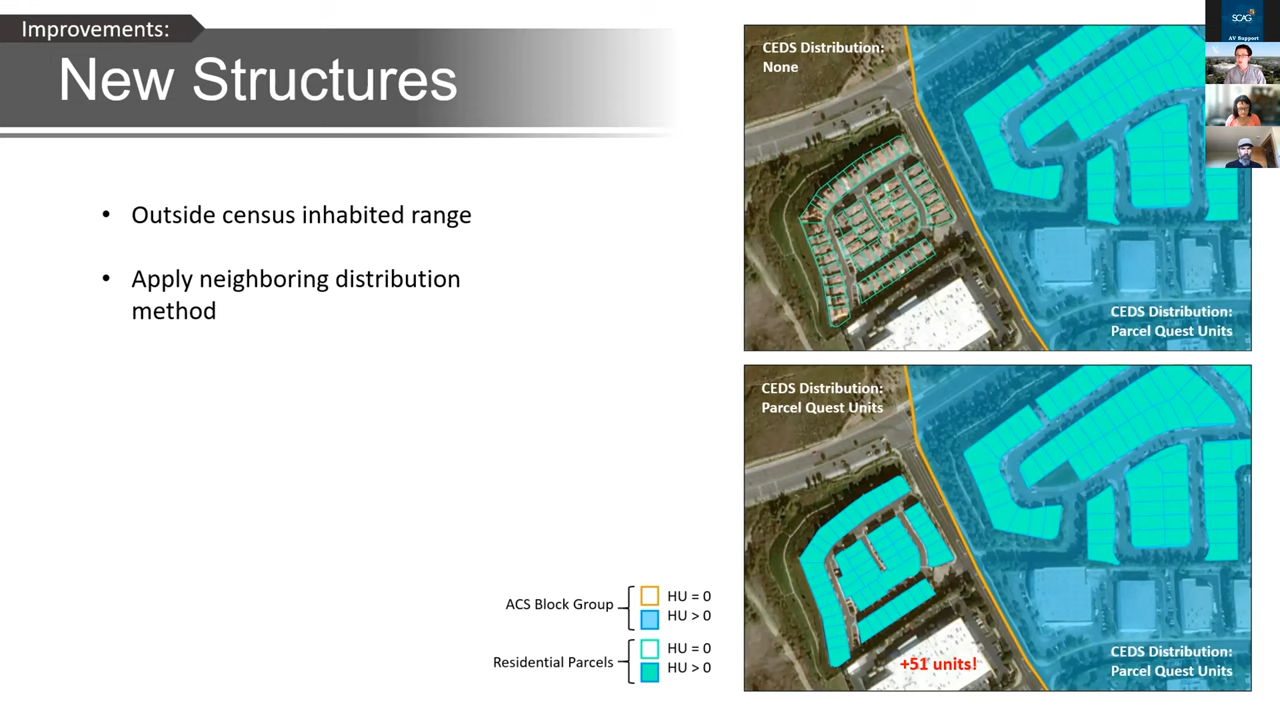 Improvements:
New Structures
• Outside census inhabited range
• Apply neighboring distribution
method
ACS Block Group
HU = 0
HU > 0
Residential Parcels
HU = 0
HU > 0
CEDS Distribution:
None
CEDS Distribution:
Parcel Quest Units
CEDS Distribution:
Parcel Quest Units
+51 units!
CEDS Distribution:
Parcel Quest Units
SCAG
AV Support